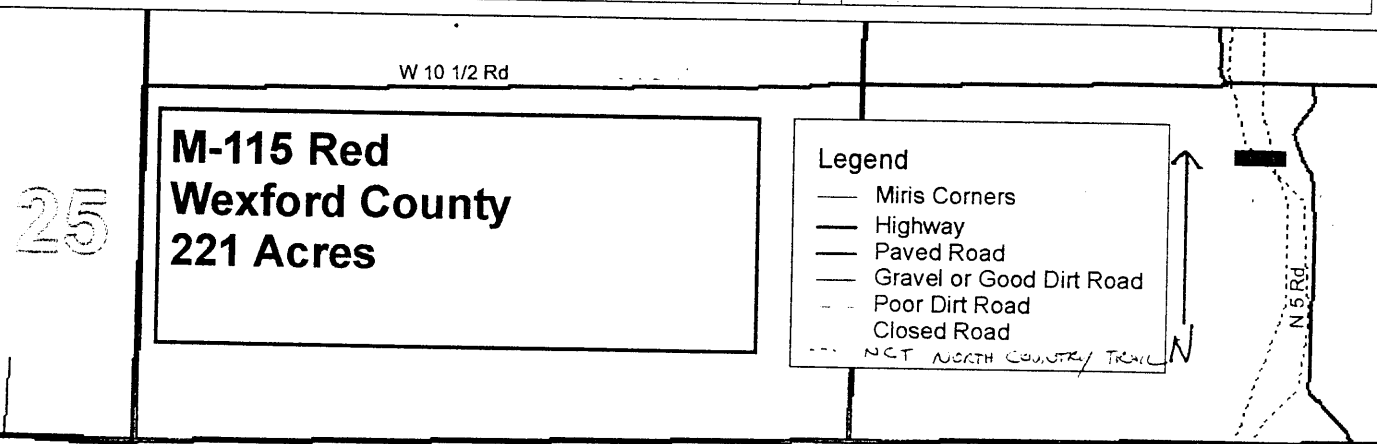 W 10 1/2 Rd
M-115 Red
Wexford County
221 Acres
25
Legend
Miris Corners
Highway
Paved Road
Gravel or Good Dirt Road
Poor Dirt Road
Closed Road
NCT NORTH COUNTRY TRAIL
N
N 5 Rd